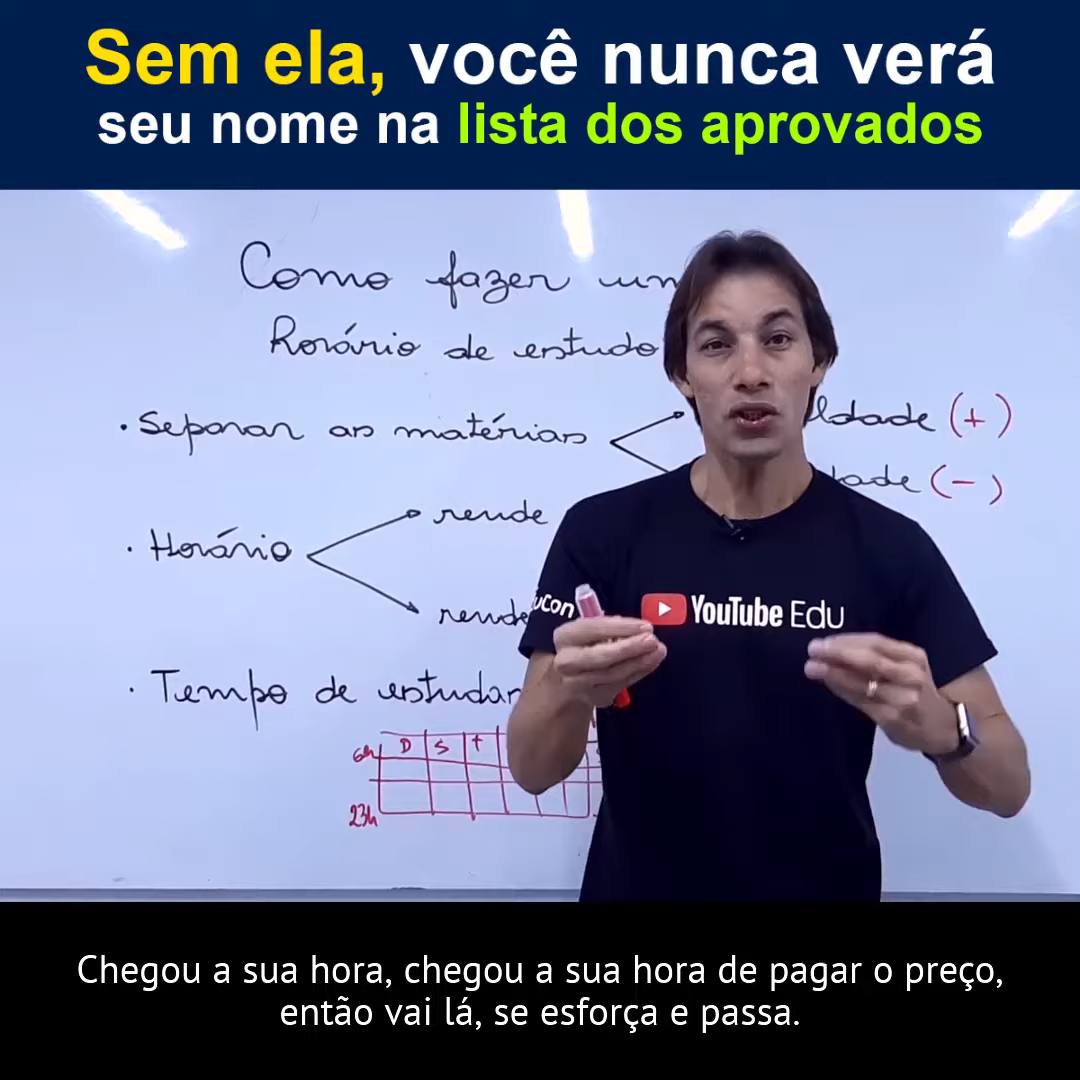 Sem ela, você nunca verá
seu nome na lista dos aprovados
Como fazer um
Horário de estudo
• Separar as matérias
ldade (+)
dade (-)
• Horário
rende
rende
uCon
YouTube Edu
• Tempo de estudar
6h D S T
23h
Chegou a sua hora, chegou a sua hora de pagar o preço,
então vai lá, se esforça e passa.